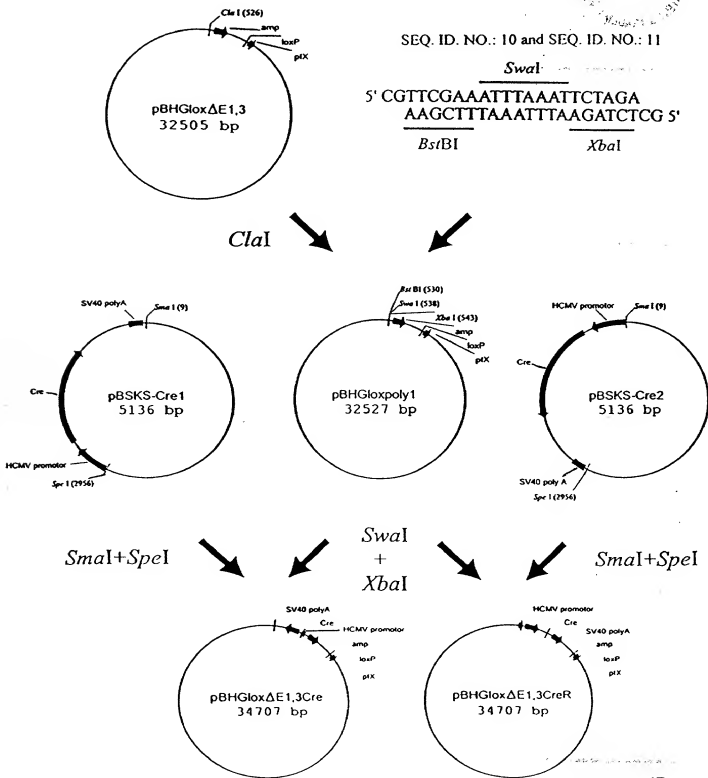 ClaI (526)
amp
loxP
pIX
pBHGloxΔE1,3
32505 bp
SEQ. ID. NO.: 10 and SEQ. ID. NO.: 11
SwaI
5' CGTTCGAAATTTAAATTCTAGA
AAGCTTTAAATTTAAGATCTCG 5'
BstBI
XbaI
ClaI
SV40 polyA
Sma I (9)
Cre
pBSKS-Cre1
5136 bp
HCMV promotor
Spe I (2956)
Bst BI (530)
Swa I (538)
Xba I (543)
amp
loxP
pIX
pBHGloxpoly1
32527 bp
HCMV promotor
Sma I (9)
Cre
pBSKS-Cre2
5136 bp
SV40 poly A
Spe I (2956)
SmaI+SpeI
SwaI
+
XbaI
SmaI+SpeI
SV40 polyA
Cre
HCMV promotor
amp
loxP
pIX
pBHGloxΔE1,3Cre
34707 bp
HCMV promotor
Cre
SV40 polyA
amp
loxP
pIX
pBHGloxΔE1,3CreR
34707 bp